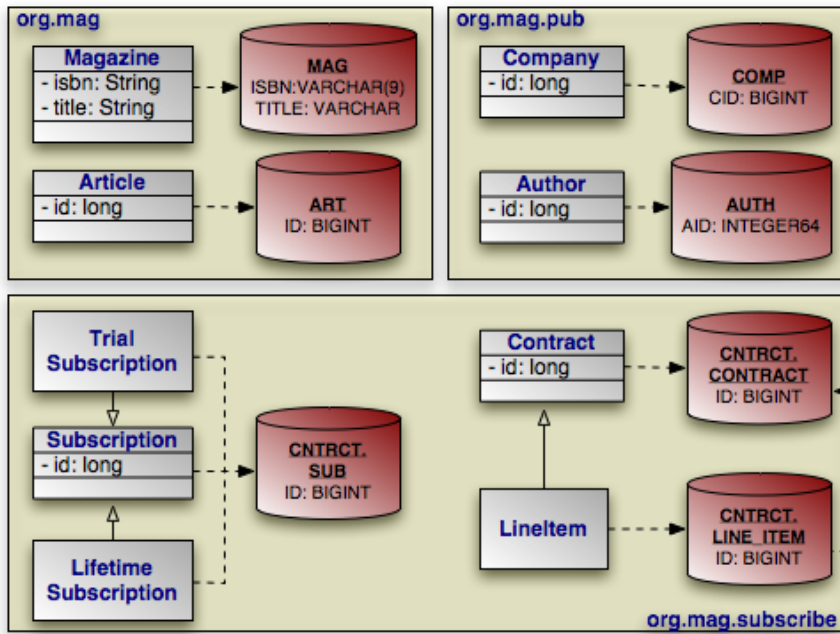 org.mag
Magazine
- isbn: String
- title: String
MAG
ISBN:VARCHAR(9)
TITLE: VARCHAR
Article
- id: long
ART
ID: BIGINT
org.mag.pub
Company
- id: long
COMP
CID: BIGINT
Author
- id: long
AUTH
AID: INTEGER64
Trial
Subscription
Subscription
- id: long
Lifetime
Subscription
CNTRCT.
SUB
ID: BIGINT
Contract
- id: long
CNTRCT.
CONTRACT
ID: BIGINT
LineItem
CNTRCT.
LINE_ITEM
ID: BIGINT
org.mag.subscribe